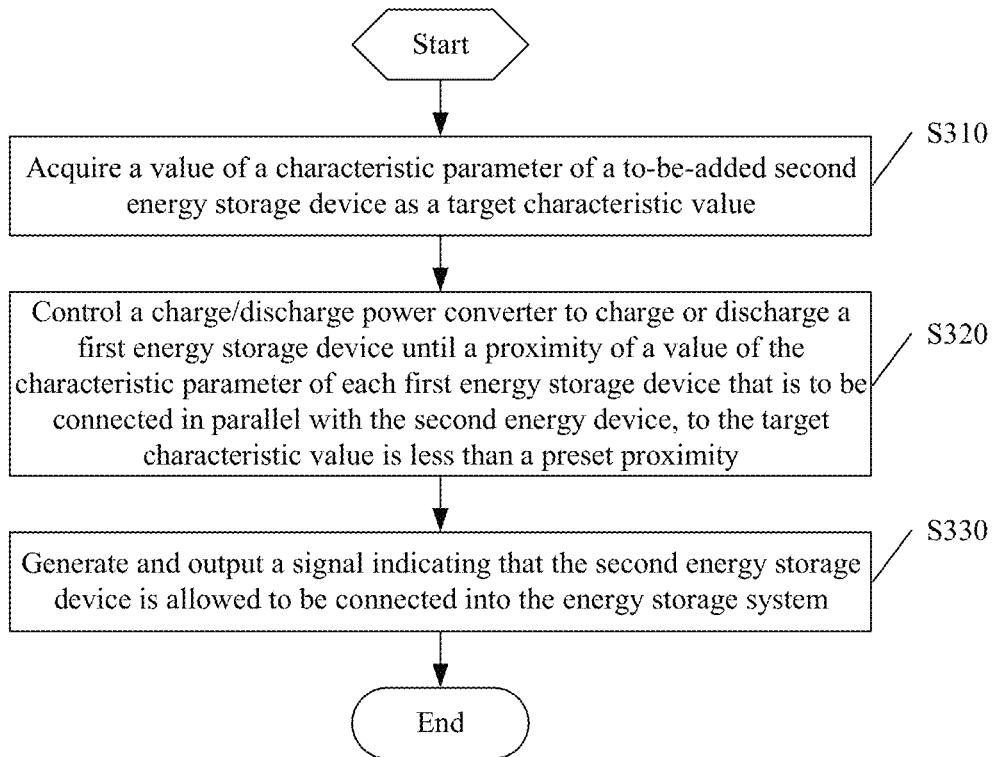 Start
S310
Acquire a value of a characteristic parameter of a to-be-added second
energy storage device as a target characteristic value
Control a charge/discharge power converter to charge or discharge a
first energy storage device until a proximity of a value of the
S320
characteristic parameter of each first energy storage device that is to be
connected in parallel with the second energy device, to the target
characteristic value is less than a preset proximity
S330
Generate and output a signal indicating that the second energy storage
device is allowed to be connected into the energy storage system
End